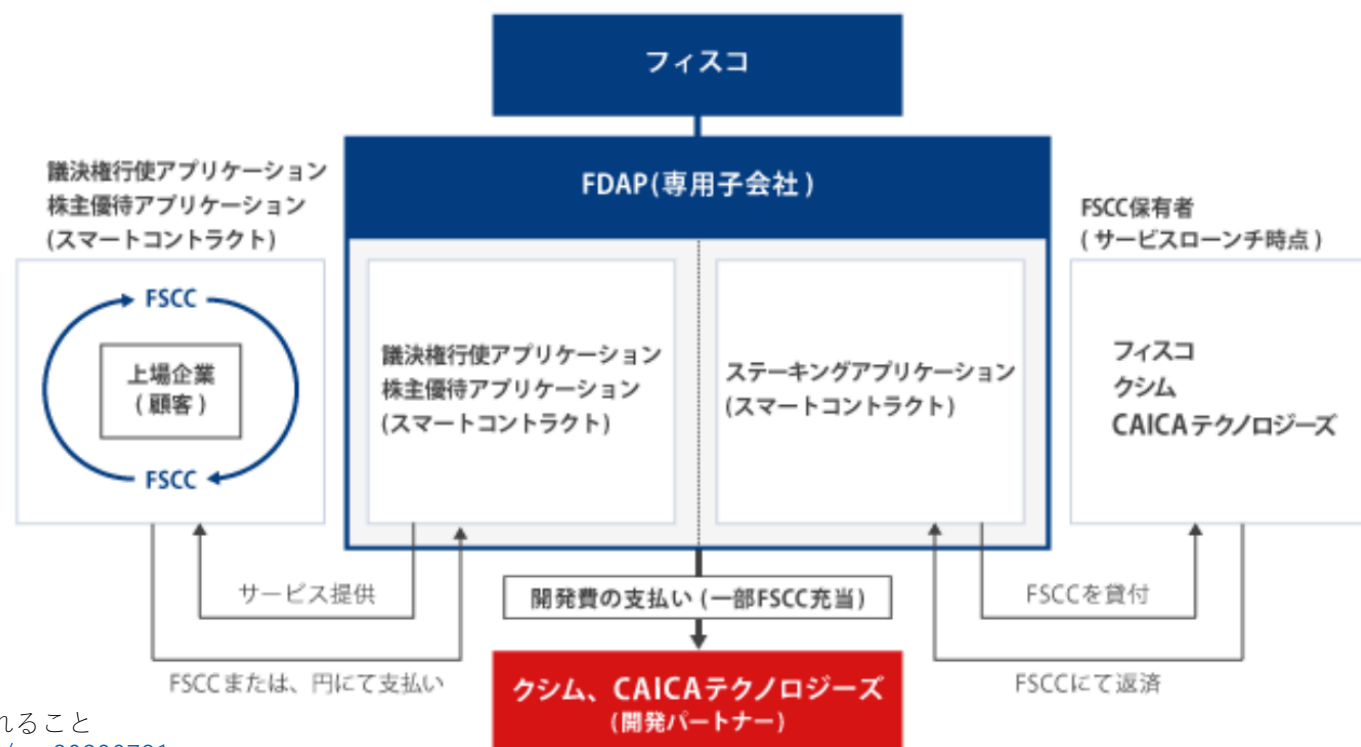 フィスコ
FDAP(専用子会社)
議決権行使アプリケーション
株主優待アプリケーション
(スマートコントラクト)
FSCC
上場企業
(顧客)
FSCC
議決権行使アプリケーション
株主優待アプリケーション
(スマートコントラクト)
ステーキングアプリケーション
(スマートコントラクト)
FSCC保有者
(サービスローンチ時点)
フィスコ
クシム
CAICAテクノロジーズ
サービス提供
開発費の支払い(一部FSCC充当)
FSCCを貸付
FSCCまたは、円にて支払い
FSCCにて返済
クシム、CAICAテクノロジーズ
(開発パートナー)
れること